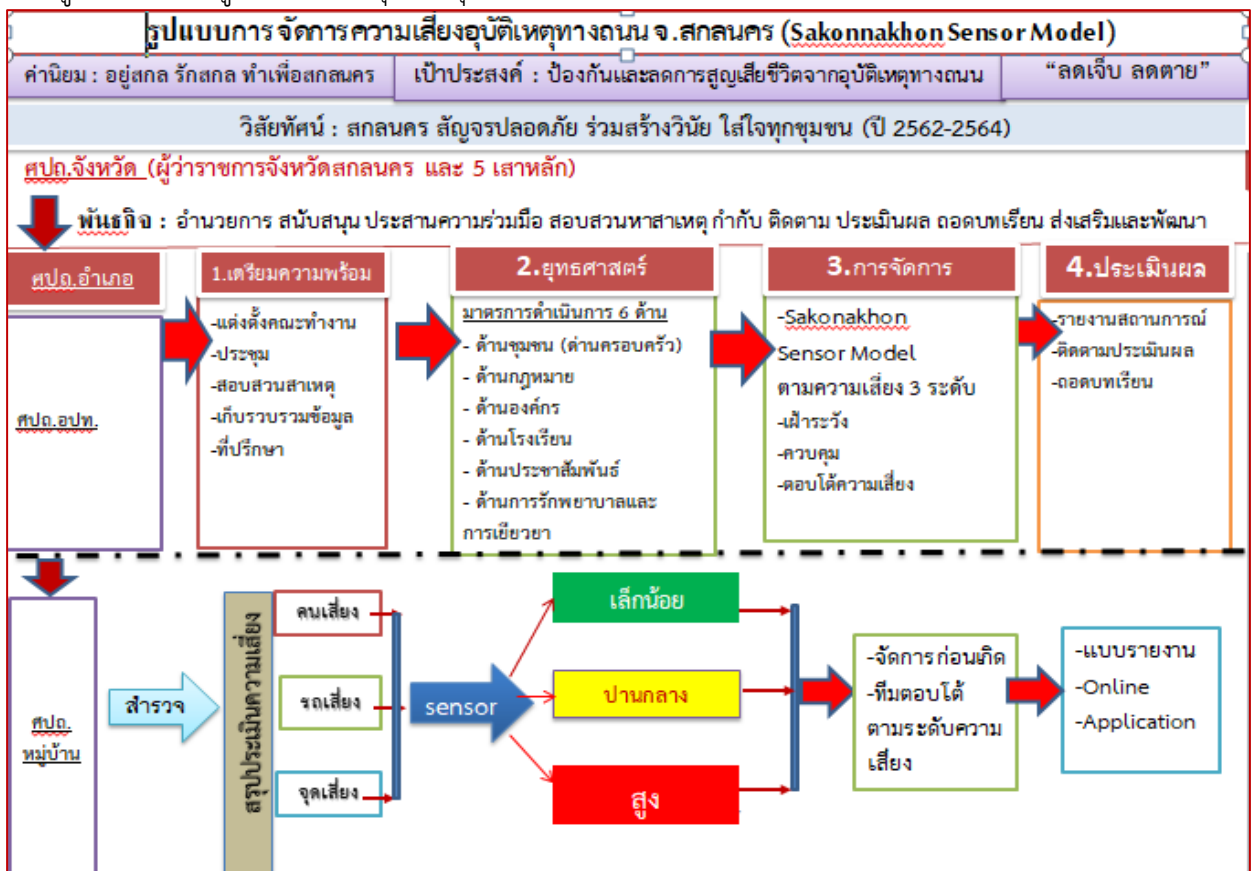 รูปแบบการจัดการความเสี่ยงอุบัติเหตุทางถนน จ.สกลนคร (Sakonnakhon Sensor Model)
ค่านิยม : อยู่สกล รักสกล ทำเพื่อสกลนคร
เป้าประสงค์ : ป้องกันและลดการสูญเสียชีวิตจากอุบัติเหตุทางถนน
“ลดเจ็บ ลดตาย”
วิสัยทัศน์ : สกลนคร สัญจรปลอดภัย ร่วมสร้างวินัย ใส่ใจทุกชุมชน (ปี 2562-2564)
ศปถ.จังหวัด (ผู้ว่าราชการจังหวัดสกลนคร และ 5 เสาหลัก)
พันธกิจ : อำนวยการ สนับสนุน ประสานความร่วมมือ สอบสวนหาสาเหตุ กำกับ ติดตาม ประเมินผล ถอดบทเรียน ส่งเสริมและพัฒนา
ศปถ.อำเภอ
ศปถ.อปท.
1.เตรียมความพร้อม
-แต่งตั้งคณะทำงาน
-ประชุม
-สอบสวนสาเหตุ
-เก็บรวบรวมข้อมูล
-ที่ปรึกษา
2.ยุทธศาสตร์
มาตรการดำเนินการ 6 ด้าน
- ด้านชุมชน (ด่านครอบครัว)
- ด้านกฎหมาย
- ด้านองค์กร
- ด้านโรงเรียน
- ด้านประชาสัมพันธ์
- ด้านการรักพยาบาลและ
การเยียวยา
3.การจัดการ
-Sakonakhon
Sensor Model
ตามความเสี่ยง 3 ระดับ
-เฝ้าระวัง
-ควบคุม
-ตอบโต้ความเสี่ยง
4.ประเมินผล
-รายงานสถานการณ์
-ติดตามประเมินผล
-ถอดบทเรียน
ศปถ.
หมู่บ้าน
สำรวจ
สรุปประเมินความเสี่ยง
คนเสี่ยง
รถเสี่ยง
จุดเสี่ยง
sensor
เล็กน้อย
ปานกลาง
สูง
-จัดการก่อนเกิด
-ทีมตอบโต้
ตามระดับความ
เสี่ยง
-แบบรายงาน
-Online
-Application